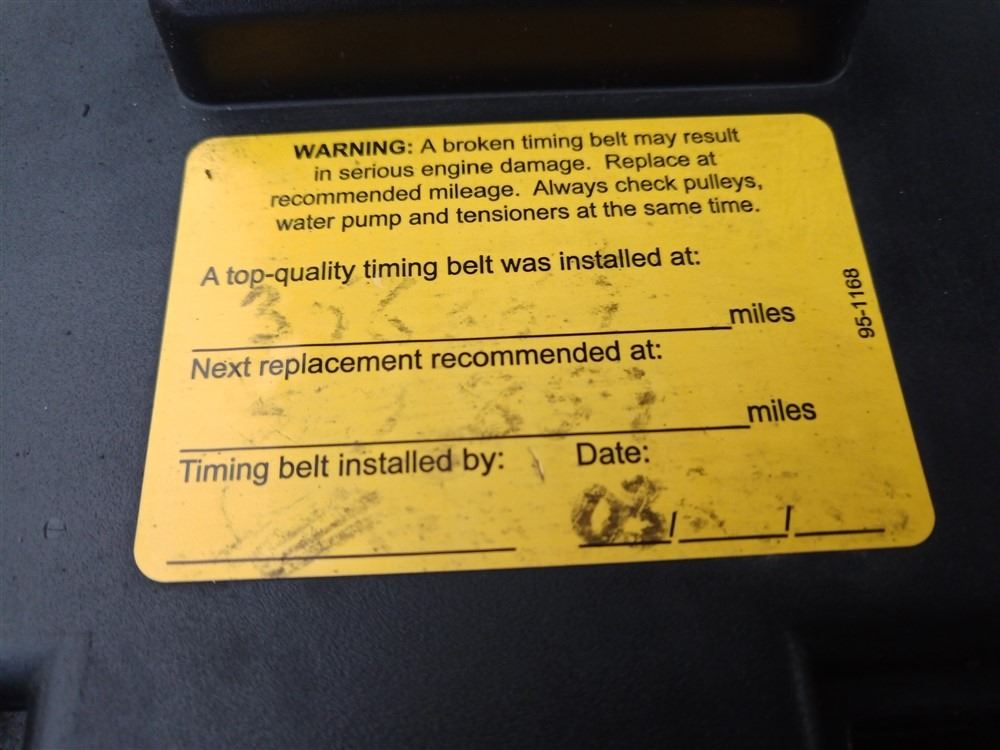 WARNING: A broken timing belt may result
in serious engine damage. Replace at
recommended mileage. Always check pulleys,
water pump and tensioners at the same time.
A top-quality timing belt was installed at:
miles
95-1168
Next replacement recommended at:
miles
Timing belt installed by: Date:
03/ /